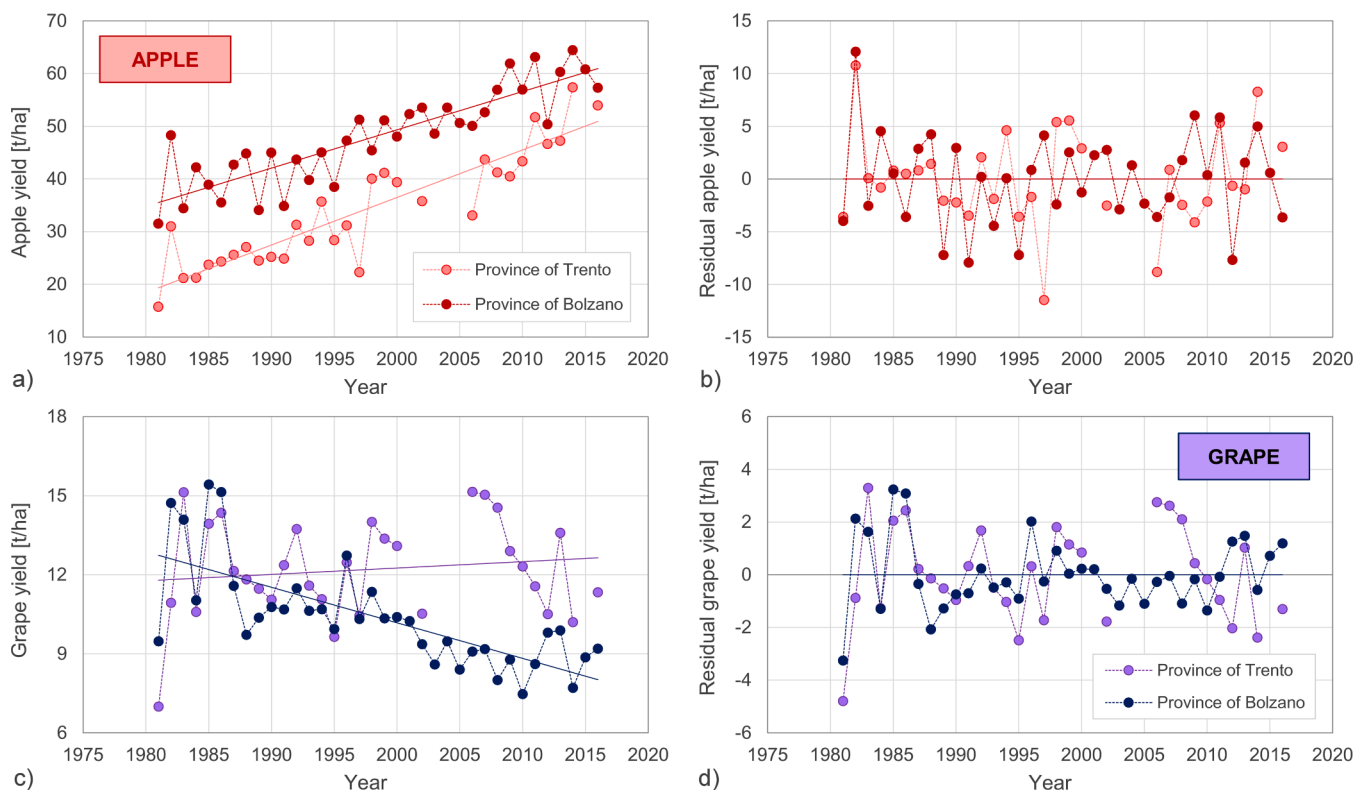 70
60
50
40
30
20
10
Apple yield [t/ha]
APPLE
Province of Trento
Province of Bolzano
1975 1980 1985 1990 1995 2000 2005 2010 2015 2020
a) Year
15
10
5
0
-5
-10
-15
Residual apple yield [t/ha]
1975 1980 1985 1990 1995 2000 2005 2010 2015 2020
b) Year
18
15
12
9
6
Grape yield [t/ha]
1975 1980 1985 1990 1995 2000 2005 2010 2015 2020
c) Year
6
4
2
0
-2
-4
-6
Residual grape yield [t/ha]
GRAPE
Province of Trento
Province of Bolzano
1975 1980 1985 1990 1995 2000 2005 2010 2015 2020
d) Year